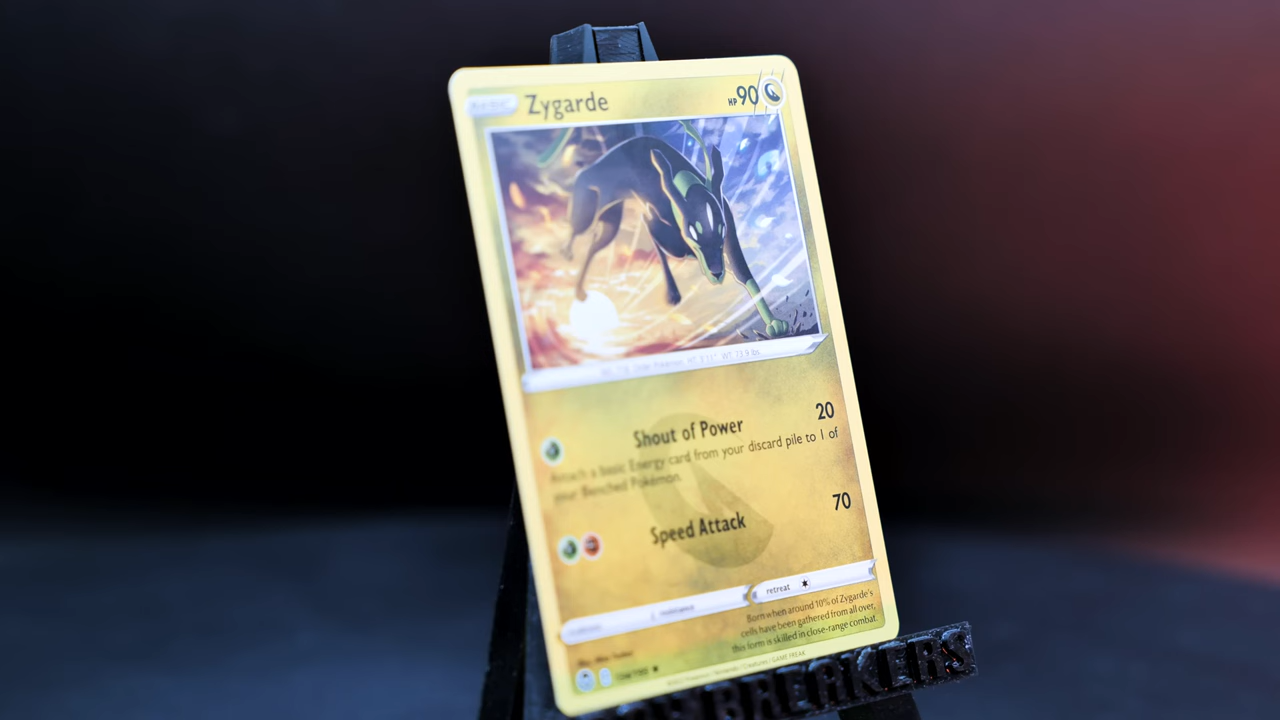 BASIC Zygarde HP 90
Shout of Power 20
Attach a basic Energy card from your discard pile to 1 of
your Benched Pokémon.
Speed Attack 70
resistance
retreat
Born when around 10% of Zygarde's
cells have been gathered from all over,
this form is skilled in close-range combat.
BREAKERS